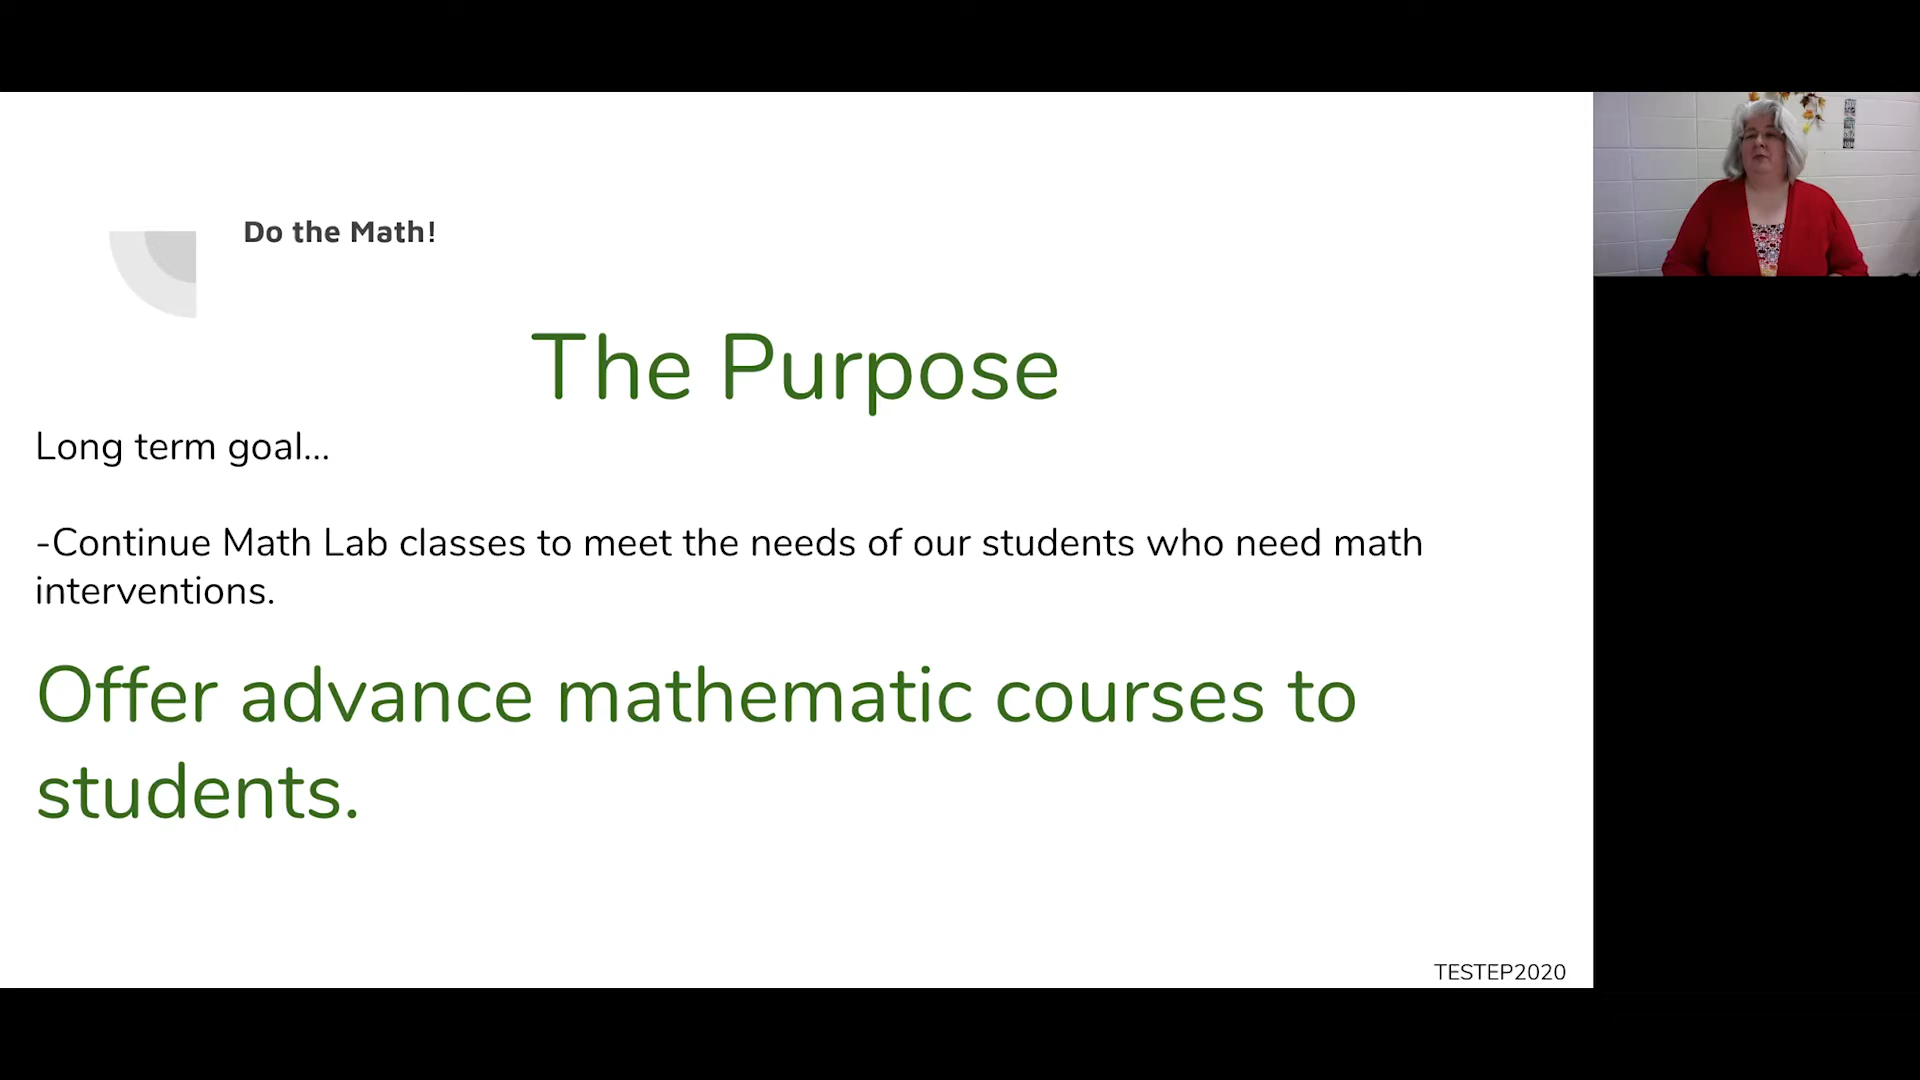 Do the Math!
The Purpose
Long term goal...
-Continue Math Lab classes to meet the needs of our students who need math
interventions.
Offer advance mathematic courses to
students.
TESTEP2020